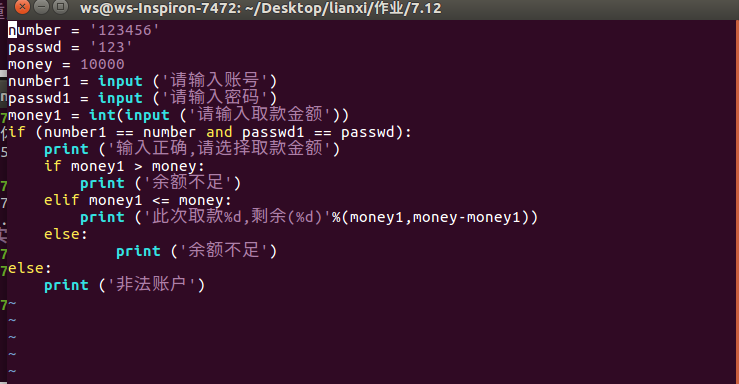 ws@ws-Inspiron-7472: ~/Desktop/lianxi/作业/7.12
number = '123456'
passwd = '123'
money = 10000
number1 = input ('请输入账号')
passwd1 = input ('请输入密码')
money1 = int(input ('请输入取款金额'))
if (number1 == number and passwd1 == passwd):
    print ('输入正确,请选择取款金额')
    if money1 > money:
        print ('余额不足')
    elif money1 <= money:
        print ('此次取款%d,剩余(%d)'%(money1,money-money1))
    else:
            print ('余额不足')
else:
    print ('非法账户')
~
~
~
~
~